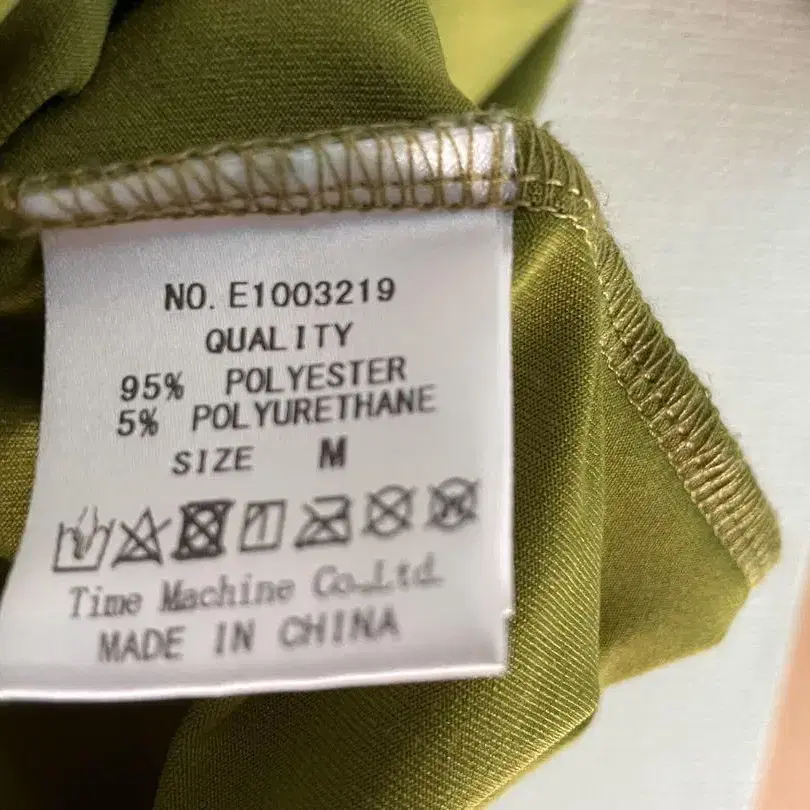 NO. E1003219
QUALITY
95% POLYESTER
5% POLYURETHANE
SIZE M
Time Machine Co.Ltd.
MADE IN CHINA